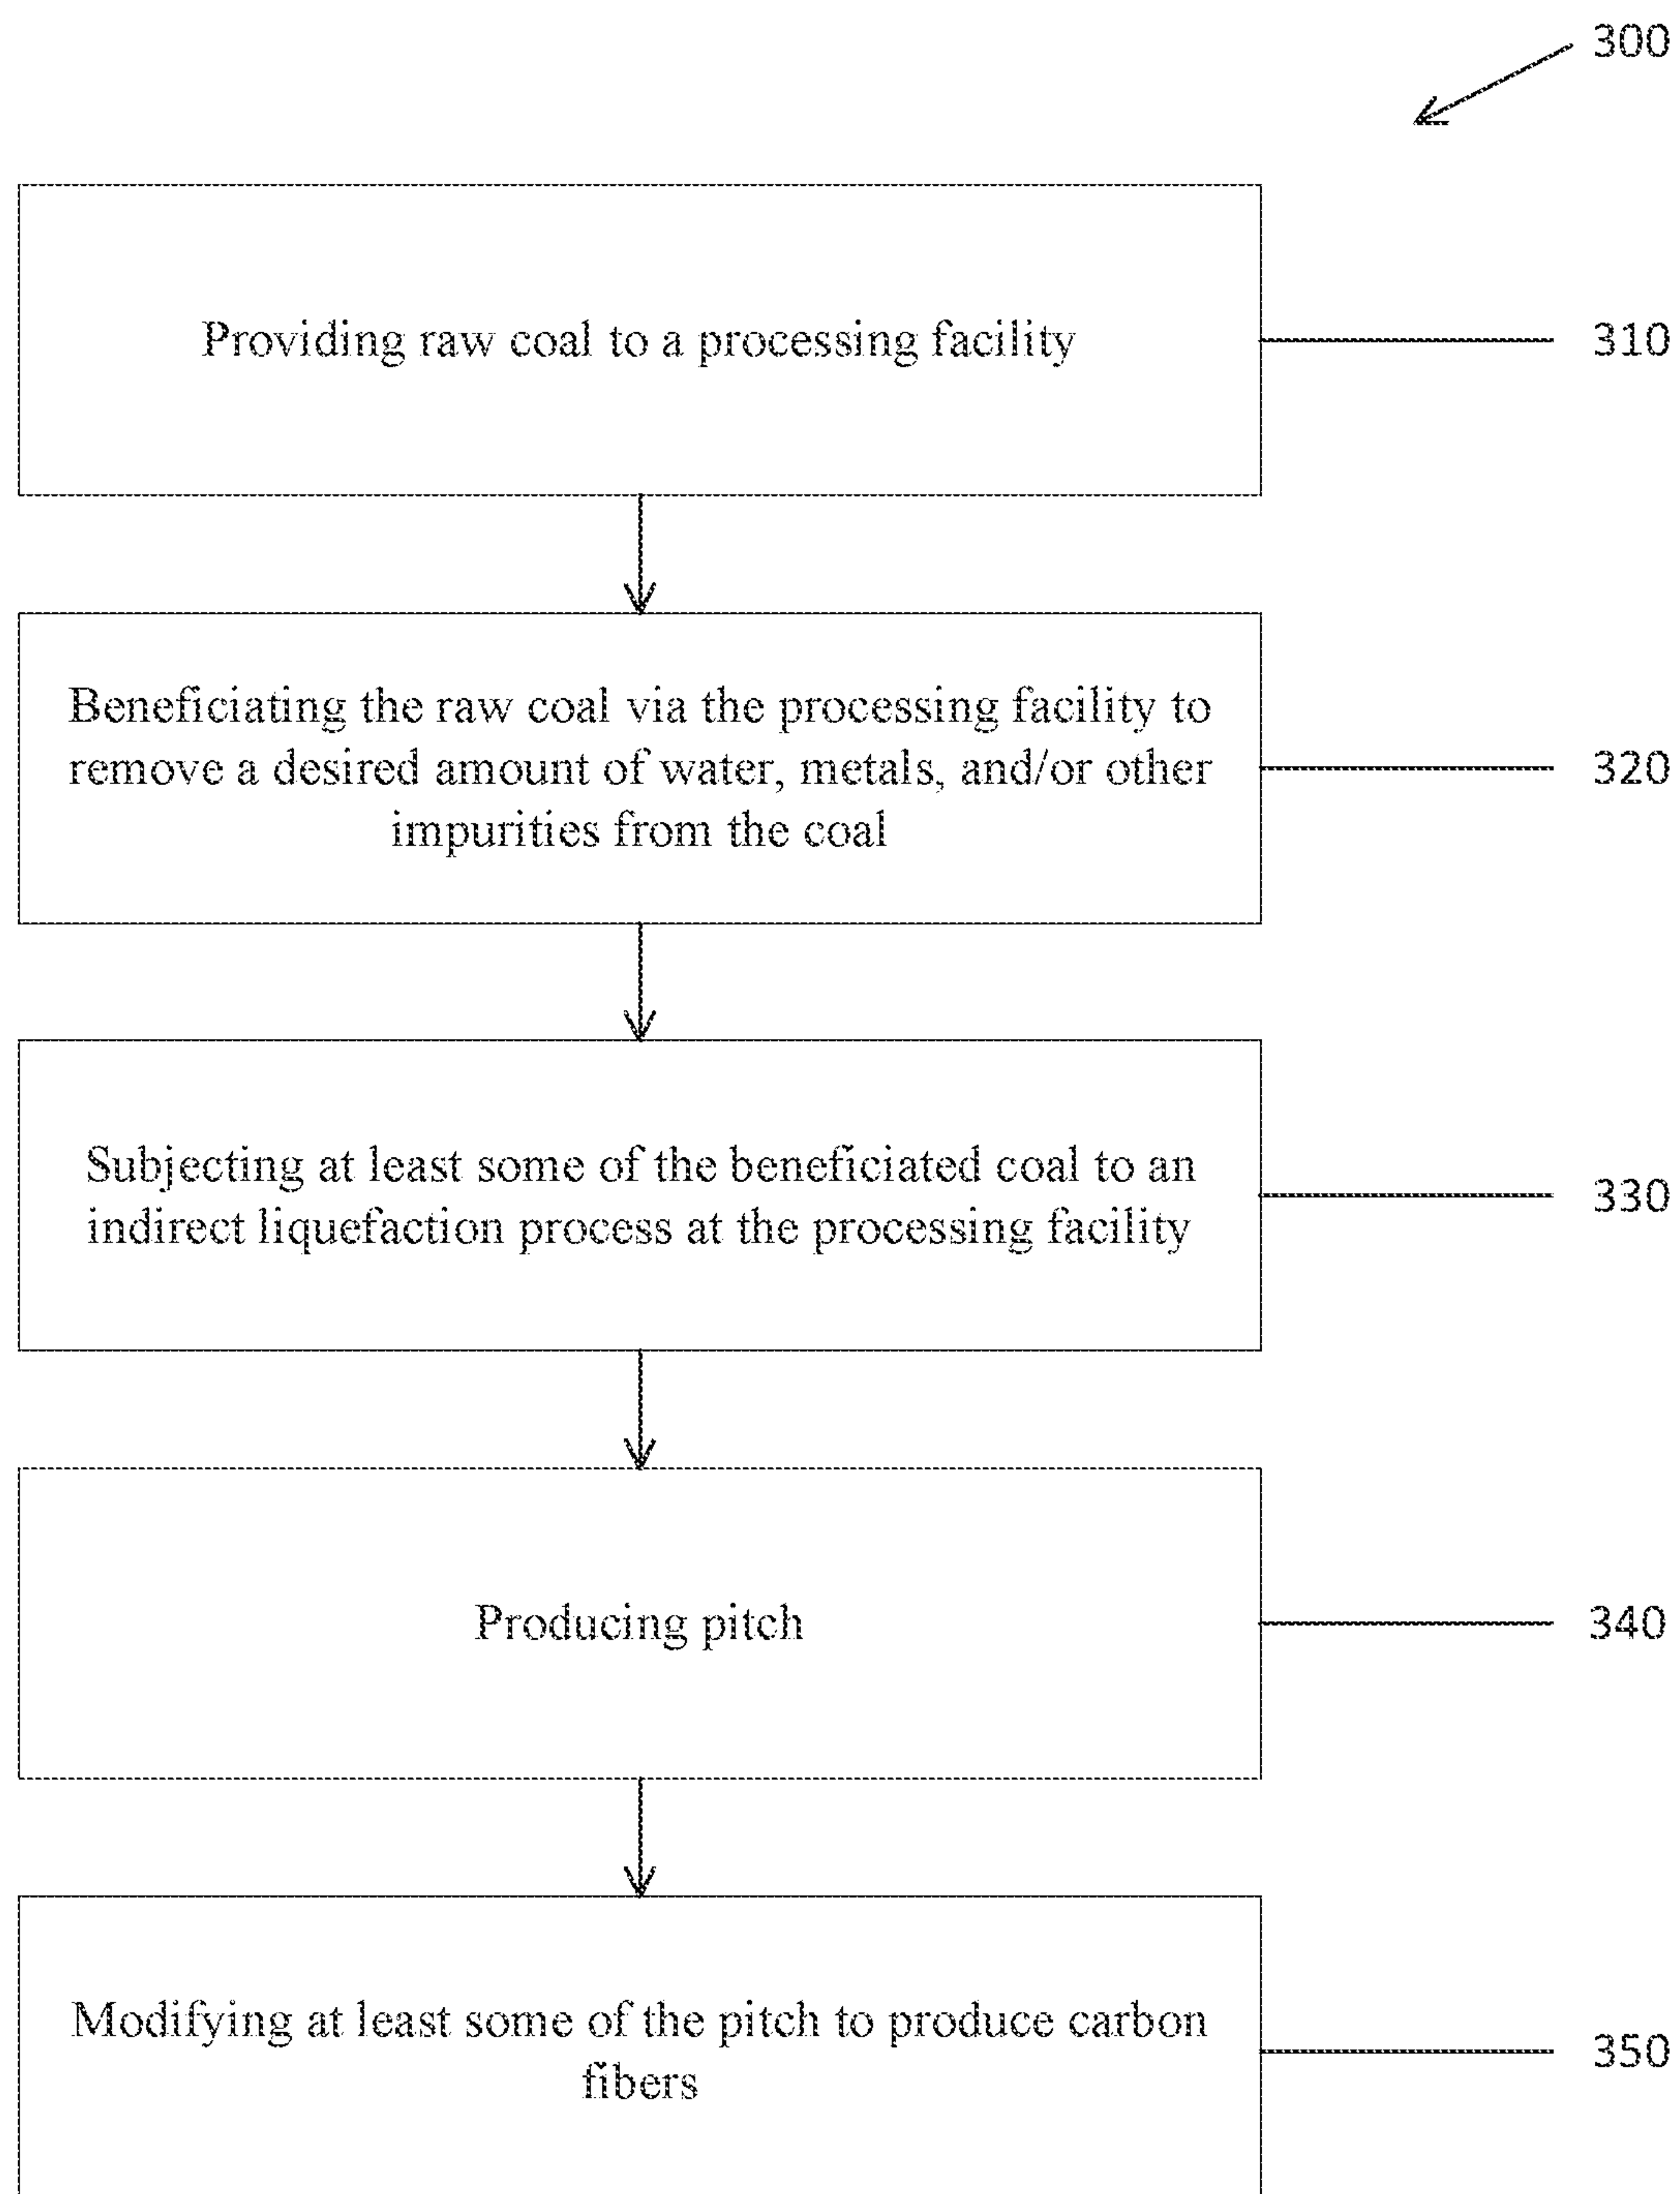 300
Providing raw coal to a processing facility
310
Beneficiating the raw coal via the processing facility to
remove a desired amount of water, metals, and/or other
impurities from the coal
320
Subjecting at least some of the beneficiated coal to an
indirect liquefaction process at the processing facility
330
Producing pitch
340
Modifying at least some of the pitch to produce carbon
fibers
350